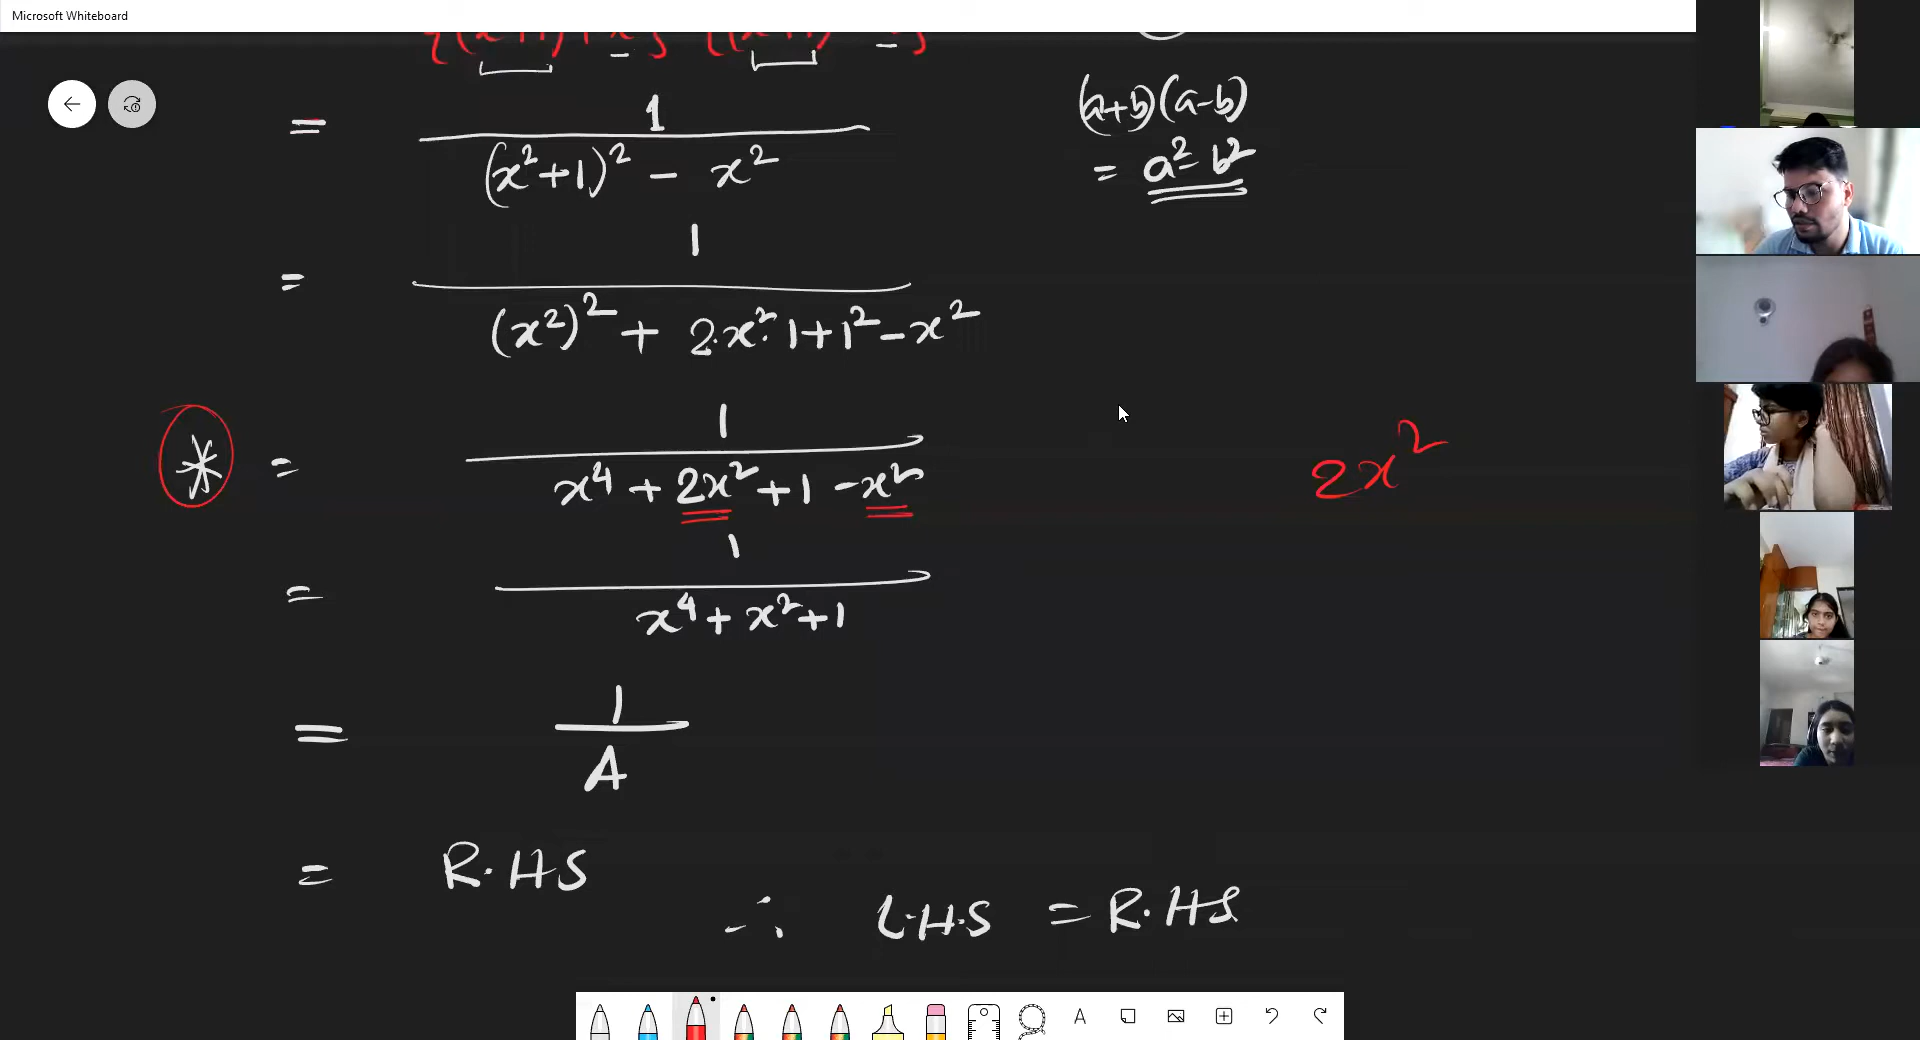 Microsoft Whiteboard
= 1 / (x²+1)² - x²
(a+b)(a-b)
= a²-b²
= 1 / (x²)² + 2·x²·1+1²-x²
* = 1 / x⁴ + 2x² +1 -x²
2x²
= 1 / x⁴ + x²+1
= 1 / A
= R.HS
∴ L.H.S = R.HS
A